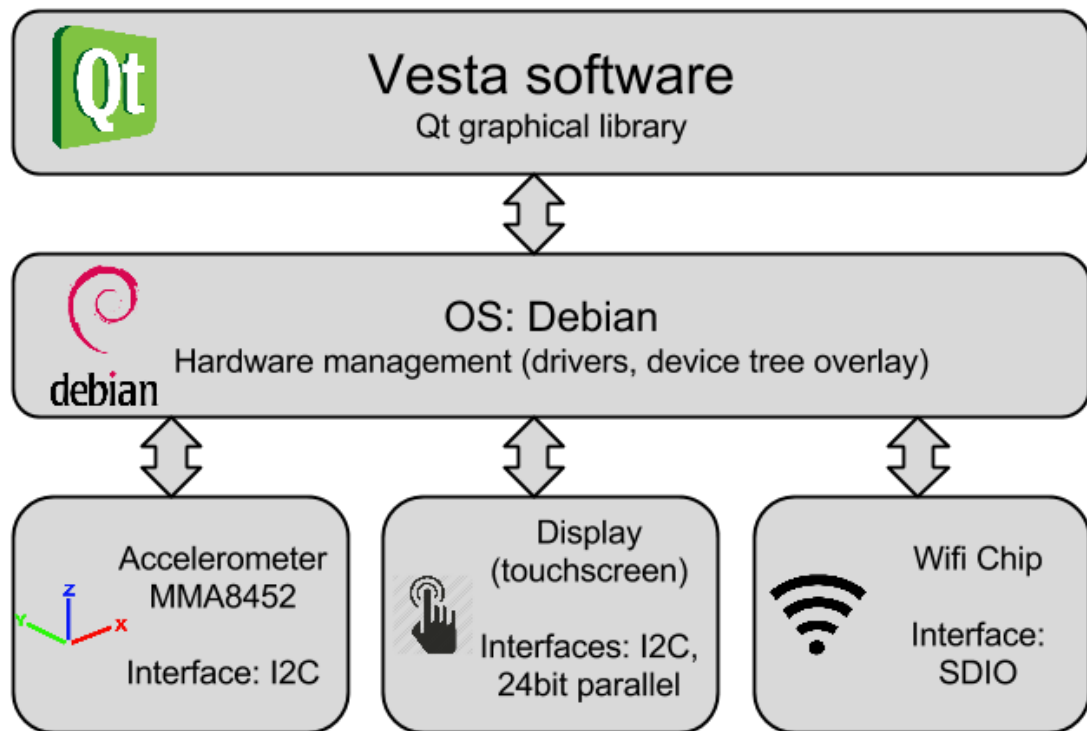 Qt
Vesta software
Qt graphical library
OS: Debian
Hardware management (drivers, device tree overlay)
debian
Accelerometer
MMA8452
Z
Y
X
Interface: I2C
Display
(touchscreen)
Interfaces: I2C,
24bit parallel
Wifi Chip
Interface:
SDIO